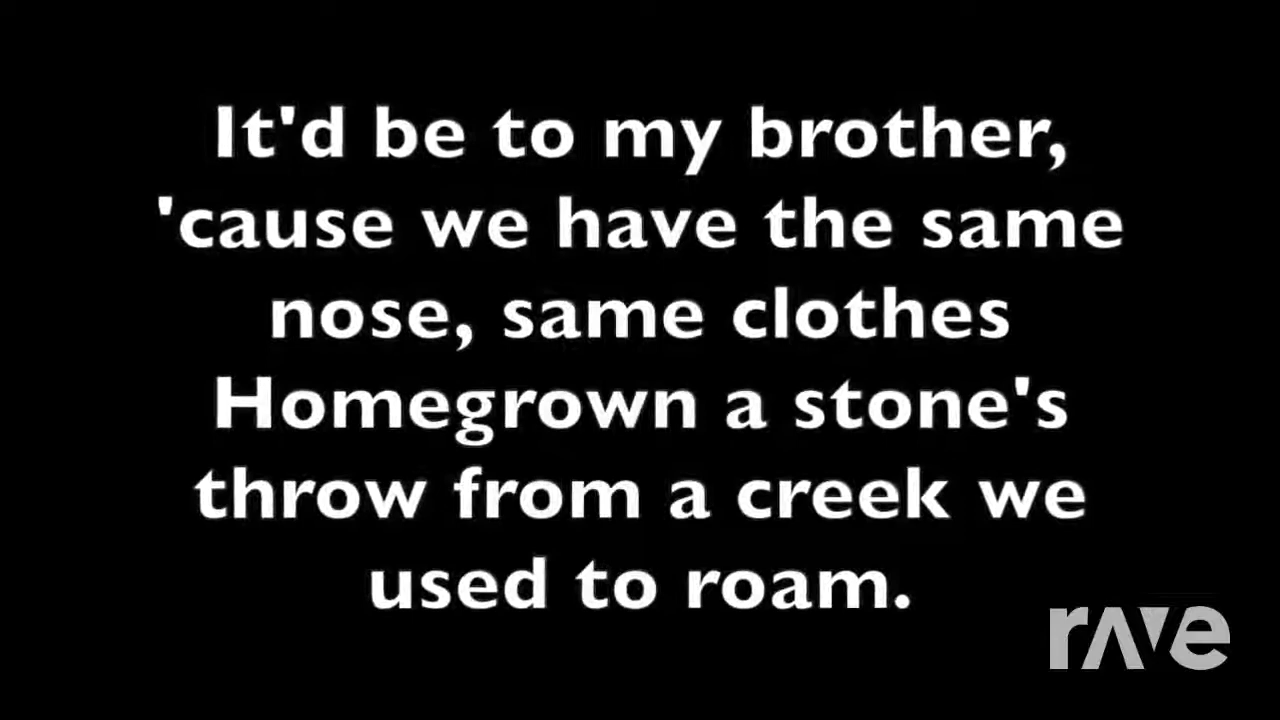 It'd be to my brother,
'cause we have the same
nose, same clothes
Homegrown a stone's
throw from a creek we
used to roam.
rave